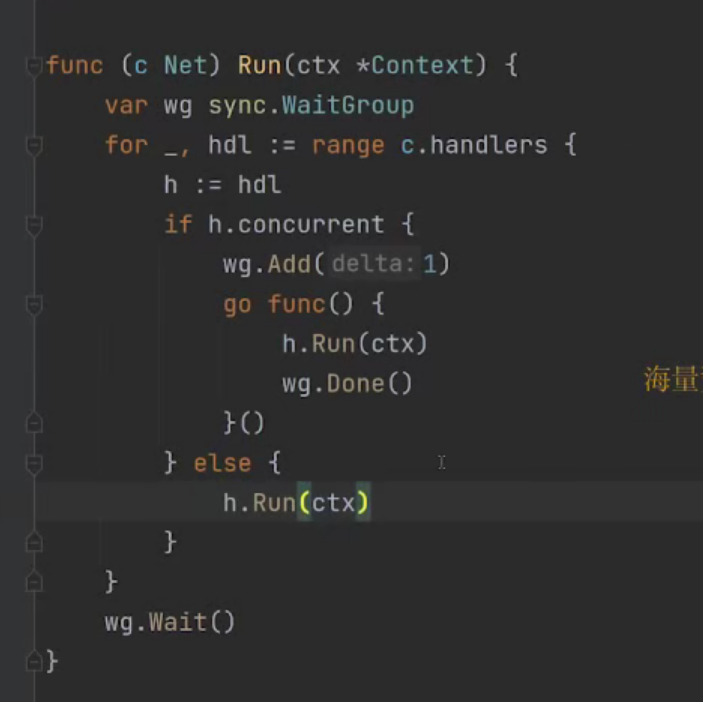 func (c Net) Run(ctx *Context) {
    var wg sync.WaitGroup
    for _, hdl := range c.handlers {
        h := hdl
        if h.concurrent {
            wg.Add( delta: 1)
            go func() {
                h.Run(ctx)
                wg.Done()
            }()
        } else {
            h.Run(ctx)
        }
    }
    wg.Wait()
}
海量